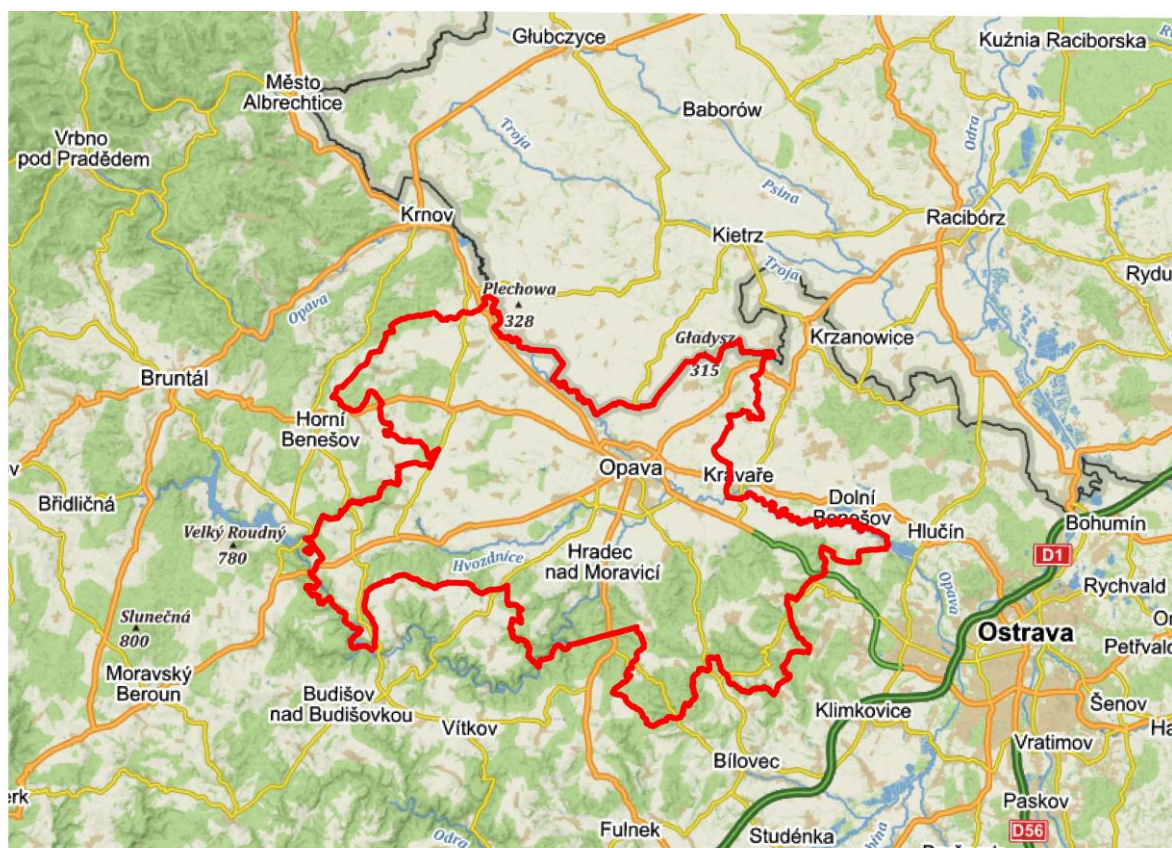 Głubczyce
Kuźnia Raciborska
Město
Albrechtice
Troja
Baborów
Odra
Vrbno
pod Pradědem
Psina
Krnov
Racibórz
Kietrz
Troja
Rydu
Plechowa
328
Opava
Gładysz
315
Krzanowice
Bruntál
Horní
Benešov
Opava
Kravaře
Břidličná
Dolní
Benešov
Hlučín
Bohumín
Velký Roudný
780
Hvozdnice
Hradec
nad Moravicí
D1
Opava
Rychvald
Slunečná
800
Ostrava
Petřvald
Moravský
Beroun
Budišov
nad Budišovkou
Vítkov
Klimkovice
Šenov
Ha
Vratimov
Bílovec
erk
Paskov
Odra
Fulnek
Studénka
D56